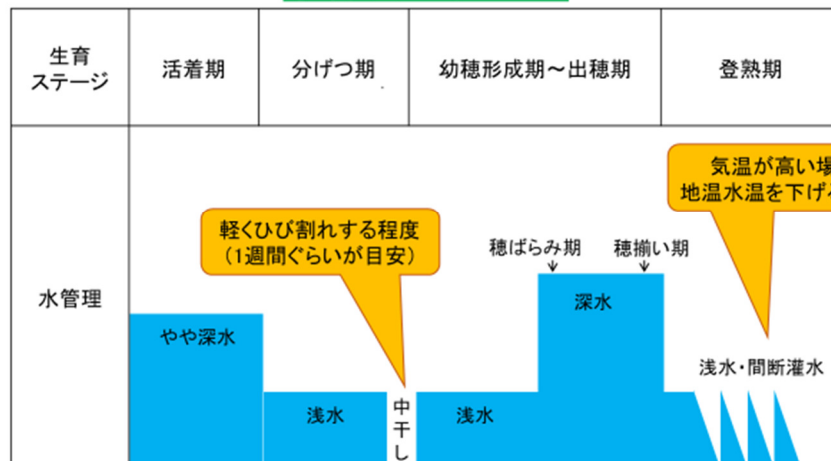 生育
ステージ
活着期
分げつ期
幼穂形成期～出穂期
登熟期
水管理
気温が高い場
地温水温を下げ
軽くひび割れする程度
(1週間ぐらいが目安)
穂ばらみ期
穂揃い期
やや深水
深水
浅水・間断灌水
浅水
中干し
浅水